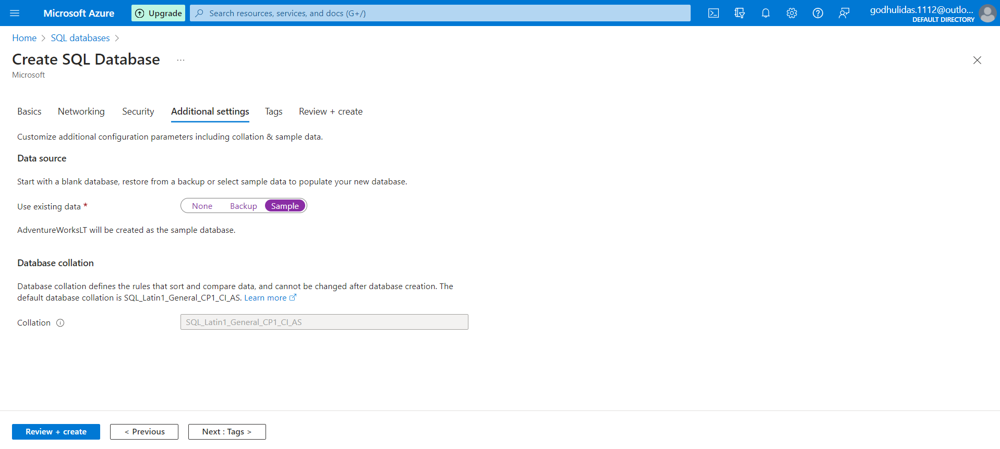 Microsoft Azure
Upgrade
Search resources, services, and docs (G+/)
godhulidas.1112@outlo...
DEFAULT DIRECTORY
Home > SQL databases >
Create SQL Database ...
Microsoft
Basics Networking Security Additional settings Tags Review + create
Customize additional configuration parameters including collation & sample data.
Data source
Start with a blank database, restore from a backup or select sample data to populate your new database.
Use existing data * None Backup Sample
AdventureWorksLT will be created as the sample database.
Database collation
Database collation defines the rules that sort and compare data, and cannot be changed after database creation. The
default database collation is SQL_Latin1_General_CP1_CI_AS. Learn more
Collation SQL_Latin1_General_CP1_CI_AS
Review + create < Previous Next : Tags >